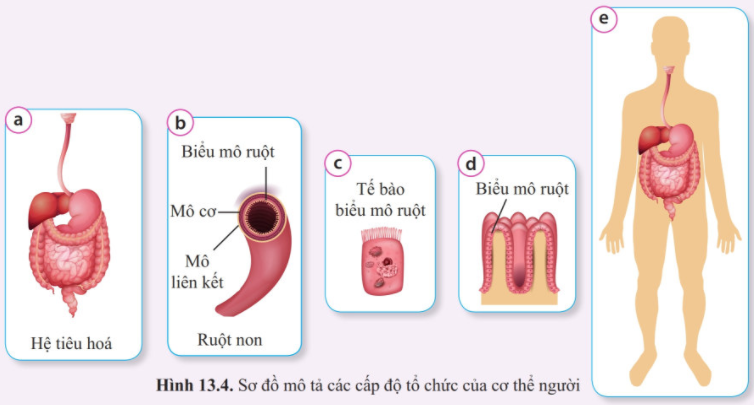 a
Hệ tiêu hoá
b
Biểu mô ruột
Mô cơ
Mô
liên kết
Ruột non
c
Tế bào
biểu mô ruột
d
Biểu mô ruột
e
Hình 13.4. Sơ đồ mô tả các cấp độ tổ chức của cơ thể người